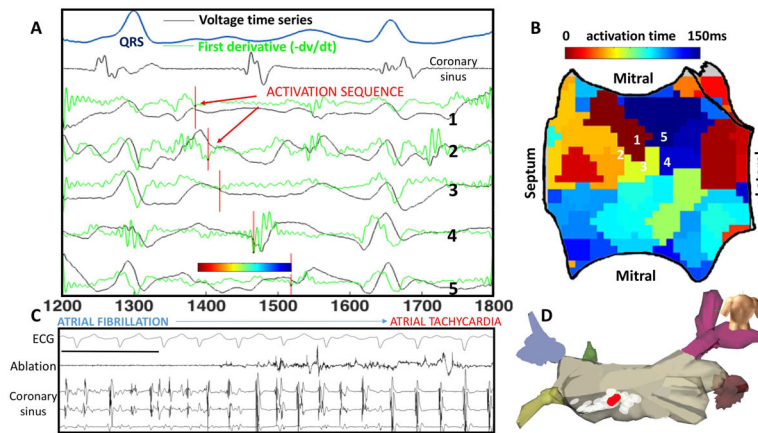 A
Voltage time series
First derivative (-dv/dt)
QRS
Coronary
sinus
ACTIVATION SEQUENCE
1
2
3
4
5
1200 1300 1400 1500 1600 1700 1800
B
0 activation time 150ms
Mitral
Septum
1
5
2
3
4
Mitral
C
ATRIAL FIBRILLATION
ATRIAL TACHYCARDIA
ECG
Ablation
Coronary
sinus
D